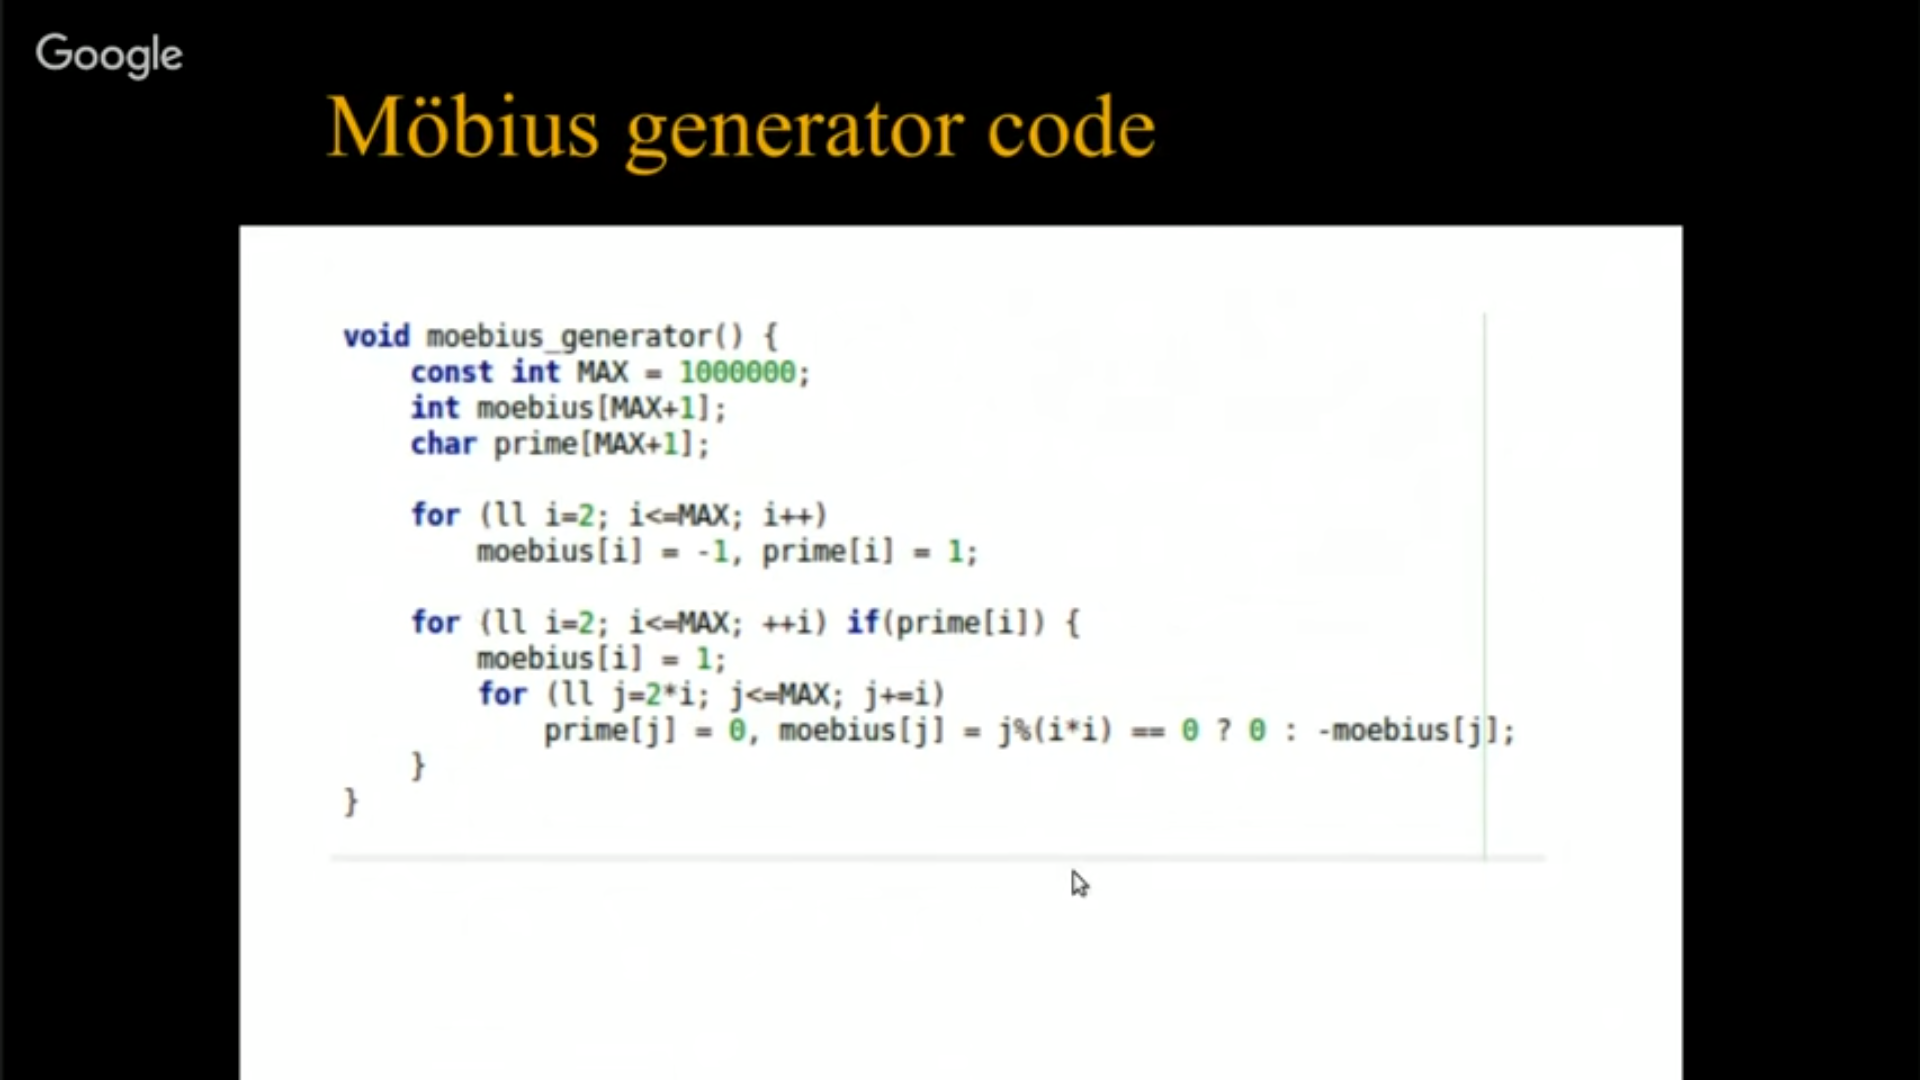 Google
Möbius generator code
void moebius_generator() {
    const int MAX = 1000000;
    int moebius[MAX+1];
    char prime[MAX+1];
    for (ll i=2; i<=MAX; i++)
        moebius[i] = -1, prime[i] = 1;
    for (ll i=2; i<=MAX; ++i) if(prime[i]) {
        moebius[i] = 1;
        for (ll j=2*i; j<=MAX; j+=i)
            prime[j] = 0, moebius[j] = j%(i*i) == 0 ? 0 : -moebius[j];
    }
}